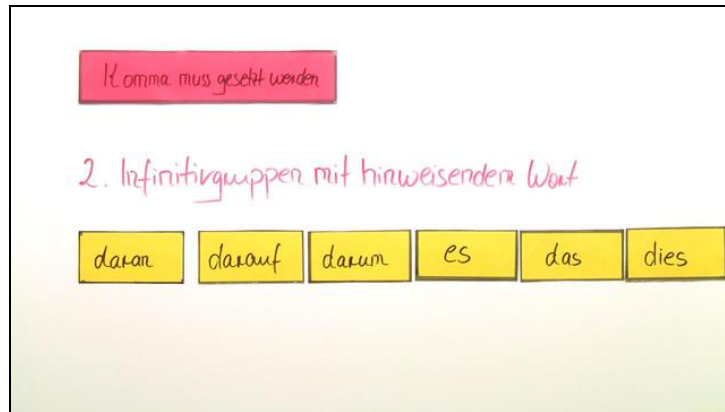 Komma muss gesetzt werden
2. Infinitivgruppen mit hinweisendem Wort
daran darauf darum es das dies